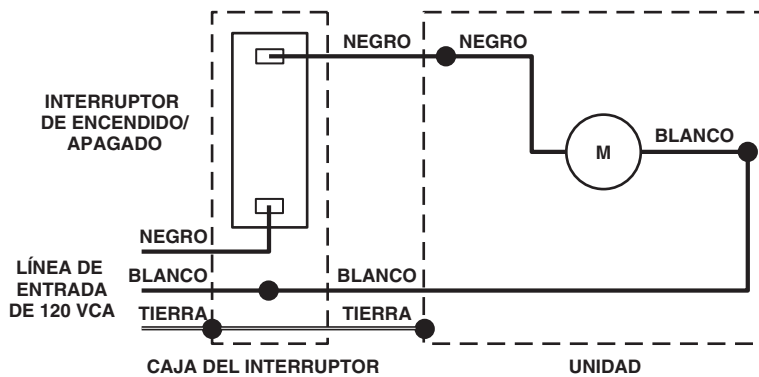 NEGRO
NEGRO
INTERRUPTOR
DE ENCENDIDO/
APAGADO
M
BLANCO
NEGRO
LÍNEA DE
ENTRADA
DE 120 VCA
BLANCO
BLANCO
TIERRA
TIERRA
CAJA DEL INTERRUPTOR
UNIDAD